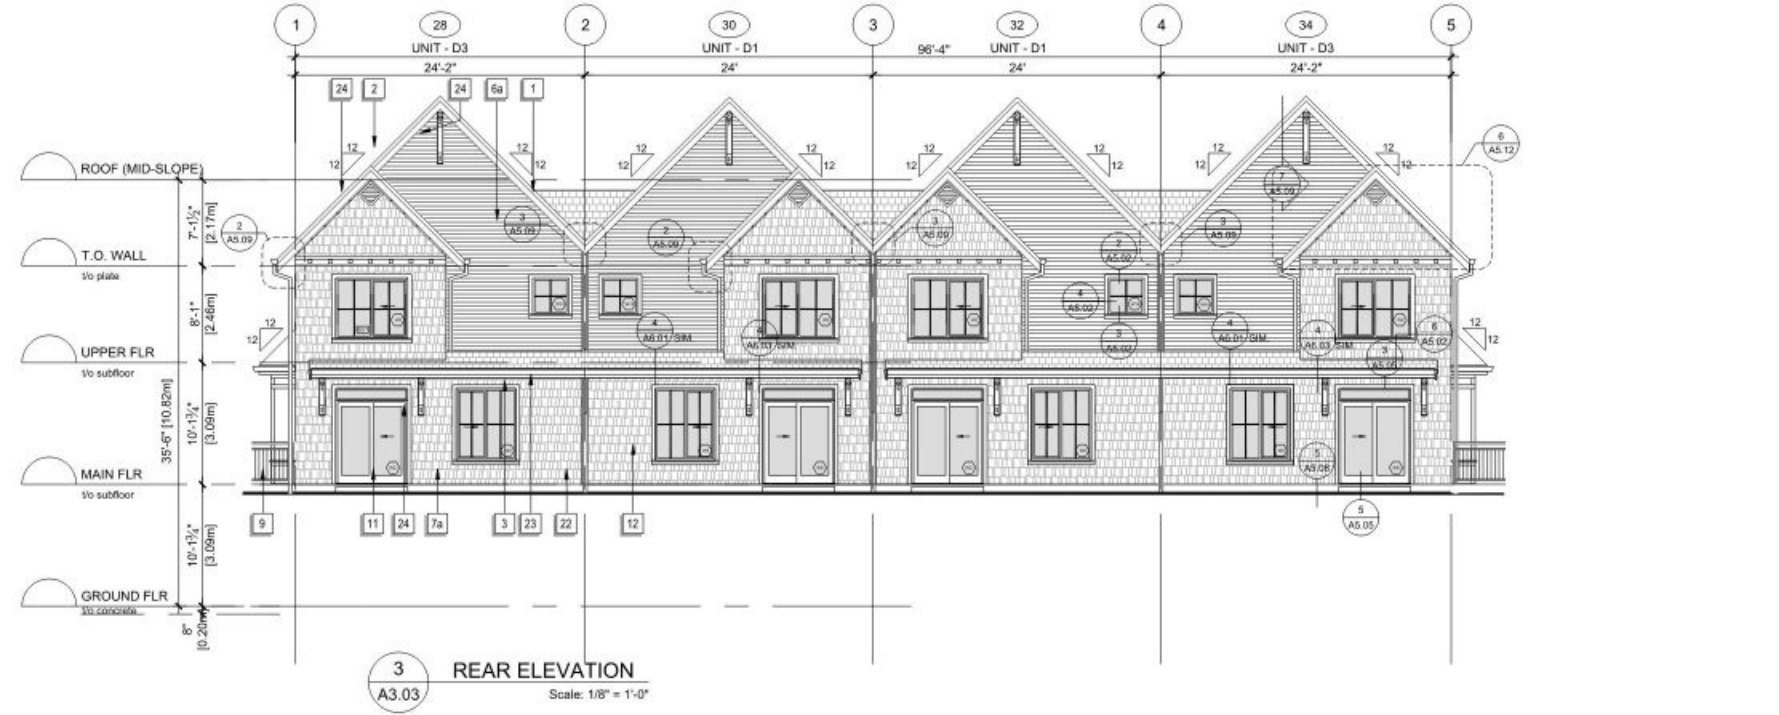 1 28 2 30 3 32 4 34 5
UNIT - D3 UNIT - D1 UNIT - D1 UNIT - D3
96'-4"
24'-2" 24' 24' 24'-2"
24 2 24 6a 1
12 12 12 12 12 12 12 12
12 12 12 12 12 12 12 12
6
A5.12
ROOF (MID-SLOPE)
7'-1½"
[2.17m]
7
A5.09
2
A5.09
3
A5.09
2
A5.09
3
A5.09
3
A5.09
T.O. WALL
t/o plate
2
A5.02
4
A5.02
3
A5.02
8'-1"
[2.46m]
12
12
4
A6.01/SIM.
4
A6.03/SIM.
4
A6.01/SIM.
4
A6.03/SIM.
6
A5.02
12
12
UPPER FLR
t/o subfloor
3
A5.05
35'-6" [10.82m]
10'-1¾"
[3.09m]
MAIN FLR
t/o subfloor
5
A5.08
5
A5.05
9 11 24 7a 3 23 22 12
10'-1¾"
[3.09m]
GROUND FLR
t/o concrete
8"
[0.20m]
3
A3.03
REAR ELEVATION
Scale: 1/8" = 1'-0"